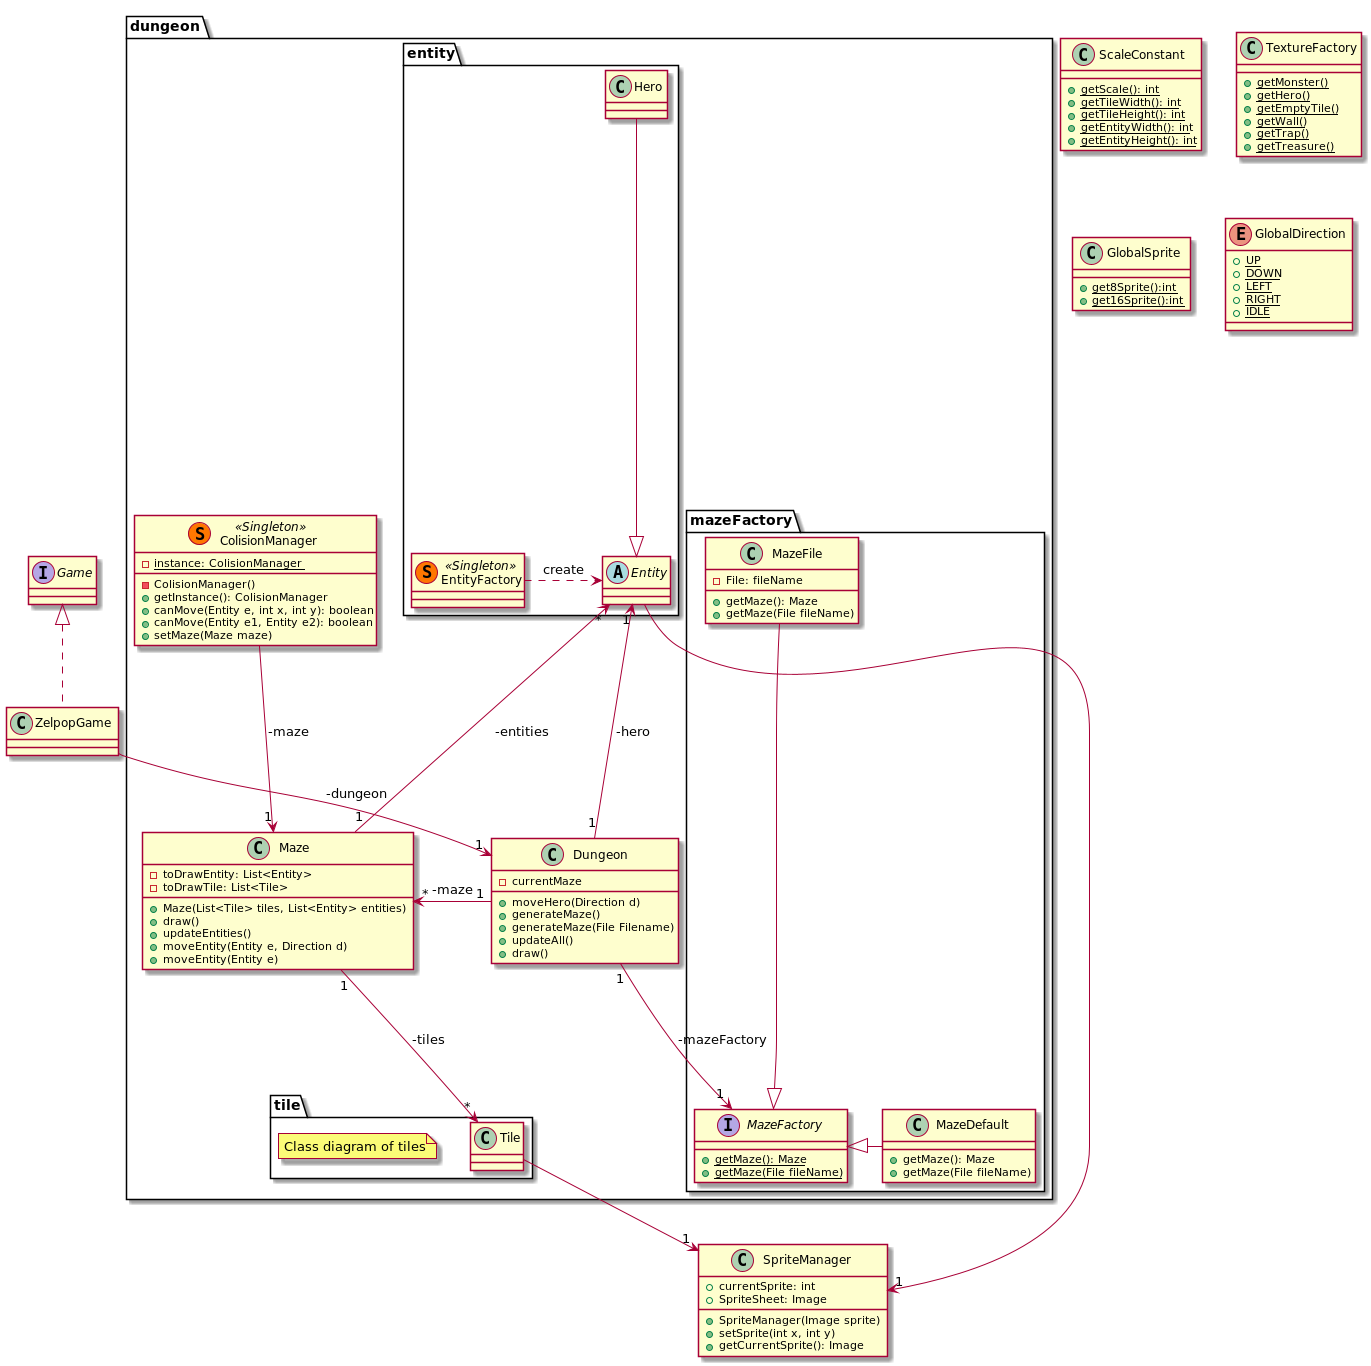 dungeon
entity
C Hero
C ScaleConstant
getScale(): int
getTileWidth(): int
getTileHeight(): int
getEntityWidth(): int
getEntityHeight(): int
C TextureFactory
getMonster()
getHero()
getEmptyTile()
getWall()
getTrap()
getTreasure()
C GlobalSprite
get8Sprite():int
get16Sprite():int
E GlobalDirection
UP
DOWN
LEFT
RIGHT
IDLE
S «Singleton»
ColisionManager
instance: ColisionManager
ColisionManager()
getInstance(): ColisionManager
canMove(Entity e, int x, int y): boolean
canMove(Entity e1, Entity e2): boolean
setMaze(Maze maze)
I Game
S «Singleton»
EntityFactory
create
A Entity
* 1
mazeFactory
C MazeFile
File: fileName
getMaze(): Maze
getMaze(File fileName)
C ZelpopGame
-maze
-entities
-hero
-dungeon
1
1
1
1
C Maze
toDrawEntity: List<Entity>
toDrawTile: List<Tile>
Maze(List<Tile> tiles, List<Entity> entities)
draw()
updateEntities()
moveEntity(Entity e, Direction d)
moveEntity(Entity e)
* -maze 1
C Dungeon
currentMaze
moveHero(Direction d)
generateMaze()
generateMaze(File Filename)
updateAll()
draw()
1
1
-tiles
-mazeFactory
*
1
tile
Class diagram of tiles
C Tile
I MazeFactory
getMaze(): Maze
getMaze(File fileName)
C MazeDefault
getMaze(): Maze
getMaze(File fileName)
1
1
C SpriteManager
currentSprite: int
SpriteSheet: Image
SpriteManager(Image sprite)
setSprite(int x, int y)
getCurrentSprite(): Image